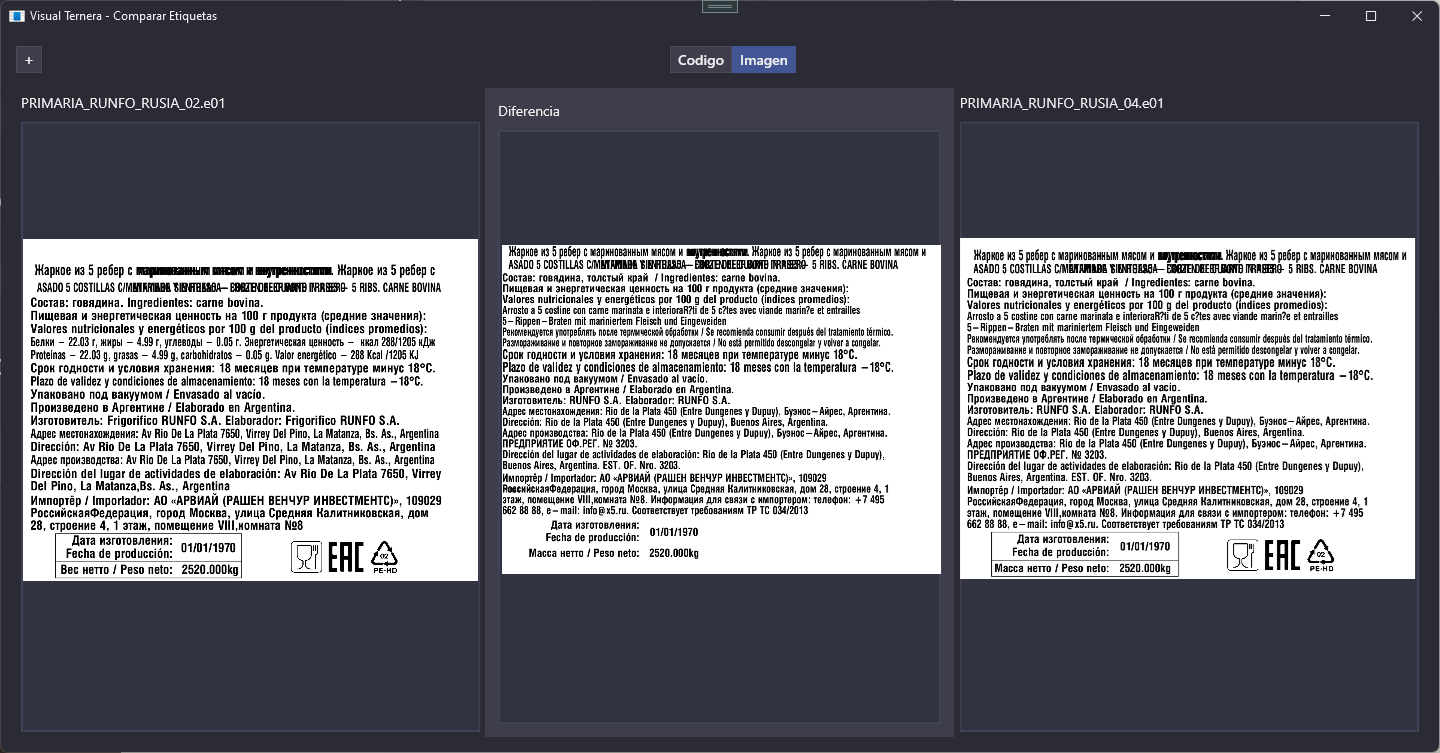 Visual Ternera - Comparar Etiquetas
+
Codigo
Imagen
PRIMARIA_RUNFO_RUSIA_02.e01
Жаркое из 5 ребер с маринованным мясом и внутренностями. Жаркое из 5 ребер с
ASADO 5 COSTILLAS 5 RIBS. CARNE BOVINA
Состав: говядина. Ingredientes: carne bovina.
Пищевая и энергетическая ценность на 100 г продукта (средние значения):
Valores nutricionales y energéticos por 100 g del producto (índices promedios):
Белки – 22.03 г, жиры – 4.99 г, углеводы – 0.05 г. Энергетическая ценность – ккал 288/1205 кДж
Proteinas – 22.03 g, grasas – 4.99 g, carbohidratos – 0.05 g. Valor energético – 288 Kcal /1205 KJ
Срок годности и условия хранения: 18 месяцев при температуре минус 18°C.
Plazo de validez y condiciones de almacenamiento: 18 meses con la temperatura –18°C.
Упаковано под вакуумом / Envasado al vacío.
Произведено в Аргентине / Elaborado en Argentina.
Изготовитель: Frigorifico RUNFO S.A. Elaborador: Frigorifico RUNFO S.A.
Адрес местонахождения: Av Rio De La Plata 7650, Virrey Del Pino, La Matanza, Bs. As., Argentina
Dirección: Av Rio De La Plata 7650, Virrey Del Pino, La Matanza, Bs. As., Argentina
Адрес производства: Av Rio De La Plata 7650, Virrey Del Pino, La Matanza, Bs. As., Argentina
Dirección del lugar de actividades de elaboración: Av Rio De La Plata 7650, Virrey
Del Pino, La Matanza,Bs. As., Argentina
Импортёр / Importador: АО «АРВИАЙ (РАШЕН ВЕНЧУР ИНВЕСТМЕНТС)», 109029
РоссийскаяФедерация, город Москва, улица Средняя Калитниковская, дом
28, строение 4, 1 этаж, помещение VIII,комната №8
Дата изготовления:
Fecha de producción:
01/01/1970
Вес нетто / Peso neto:
2520.000kg
EAC
02
PE-HD
Diferencia
Жаркое из 5 ребер с маринованным мясом и внутренностями. Жаркое из 5 ребер с маринованным мясом и
ASADO 5 COSTILLAS 5 RIBS. CARNE BOVINA
Состав: говядина, толстый край / Ingredientes: carne bovina.
Пищевая и энергетическая ценность на 100 г продукта (средние значения):
Valores nutricionales y energéticos por 100 g del producto (índices promedios):
Arrosto a 5 costine con carne marinata e interioraR?ti de 5 c?tes avec viande marin?e et entrailles
5–Rippen–Braten mit mariniertem Fleisch und Eingeweiden
Рекомендуется употреблять после термической обработки / Se recomienda consumir después del tratamiento térmico.
Размораживание и повторное замораживание не допускается / No está permitido descongelar y volver a congelar.
Срок годности и условия хранения: 18 месяцев при температуре минус 18°C.
Plazo de validez y condiciones de almacenamiento: 18 meses con la temperatura –18°C.
Упаковано под вакуумом / Envasado al vacío.
Произведено в Аргентине / Elaborado en Argentina.
Изготовитель: RUNFO S.A. Elaborador: RUNFO S.A.
Адрес местонахождения: Rio de la Plata 450 (Entre Dungenes y Dupuy), Буэнос–Айрес, Аргентина.
Dirección: Rio de la Plata 450 (Entre Dungenes y Dupuy), Buenos Aires, Argentina.
Адрес производства: Rio de la Plata 450 (Entre Dungenes y Dupuy), Буэнос–Айрес, Аргентина.
ПРЕДПРИЯТИЕ ОФ.РЕГ. № 3203.
Dirección del lugar de actividades de elaboración: Rio de la Plata 450 (Entre Dungenes y Dupuy),
Buenos Aires, Argentina. EST. OF. Nro. 3203.
Импортёр / Importador: АО «АРВИАЙ (РАШЕН ВЕНЧУР ИНВЕСТМЕНТС)», 109029
РоссийскаяФедерация, город Москва, улица Средняя Калитниковская, дом 28, строение 4, 1
этаж, помещение VIII,комната №8. Информация для связи с импортером: телефон: +7 495
662 88 88, e–mail: info@x5.ru. Соответствует требованиям ТР ТС 034/2013
Дата изготовления:
Fecha de producción:
01/01/1970
Масса нетто / Peso neto:
2520.000kg
PRIMARIA_RUNFO_RUSIA_04.e01
Жаркое из 5 ребер с маринованным мясом и внутренностями. Жаркое из 5 ребер с маринованным мясом и
ASADO 5 COSTILLAS 5 RIBS. CARNE BOVINA
Состав: говядина, толстый край / Ingredientes: carne bovina.
Пищевая и энергетическая ценность на 100 г продукта (средние значения):
Valores nutricionales y energéticos por 100 g del producto (índices promedios):
Arrosto a 5 costine con carne marinata e interioraR?ti de 5 c?tes avec viande marin?e et entrailles
5–Rippen–Braten mit mariniertem Fleisch und Eingeweiden
Рекомендуется употреблять после термической обработки / Se recomienda consumir después del tratamiento térmico.
Размораживание и повторное замораживание не допускается / No está permitido descongelar y volver a congelar.
Срок годности и условия хранения: 18 месяцев при температуре минус 18°C.
Plazo de validez y condiciones de almacenamiento: 18 meses con la temperatura –18°C.
Упаковано под вакуумом / Envasado al vacío.
Произведено в Аргентине / Elaborado en Argentina.
Изготовитель: RUNFO S.A. Elaborador: RUNFO S.A.
Адрес местонахождения: Rio de la Plata 450 (Entre Dungenes y Dupuy), Буэнос–Айрес, Аргентина.
Dirección: Rio de la Plata 450 (Entre Dungenes y Dupuy), Buenos Aires, Argentina.
Адрес производства: Rio de la Plata 450 (Entre Dungenes y Dupuy), Буэнос–Айрес, Аргентина.
ПРЕДПРИЯТИЕ ОФ.РЕГ. № 3203.
Dirección del lugar de actividades de elaboración: Rio de la Plata 450 (Entre Dungenes y Dupuy),
Buenos Aires, Argentina. EST. OF. Nro. 3203.
Импортёр / Importador: АО «АРВИАЙ (РАШЕН ВЕНЧУР ИНВЕСТМЕНТС)», 109029
РоссийскаяФедерация, город Москва, улица Средняя Калитниковская, дом 28, строение 4, 1
этаж, помещение VIII,комната №8. Информация для связи с импортером: телефон: +7 495
662 88 88, e–mail: info@x5.ru. Соответствует требованиям ТР ТС 034/2013
Дата изготовления:
Fecha de producción:
01/01/1970
Масса нетто / Peso neto:
2520.000kg
EAC
02
PE-HD